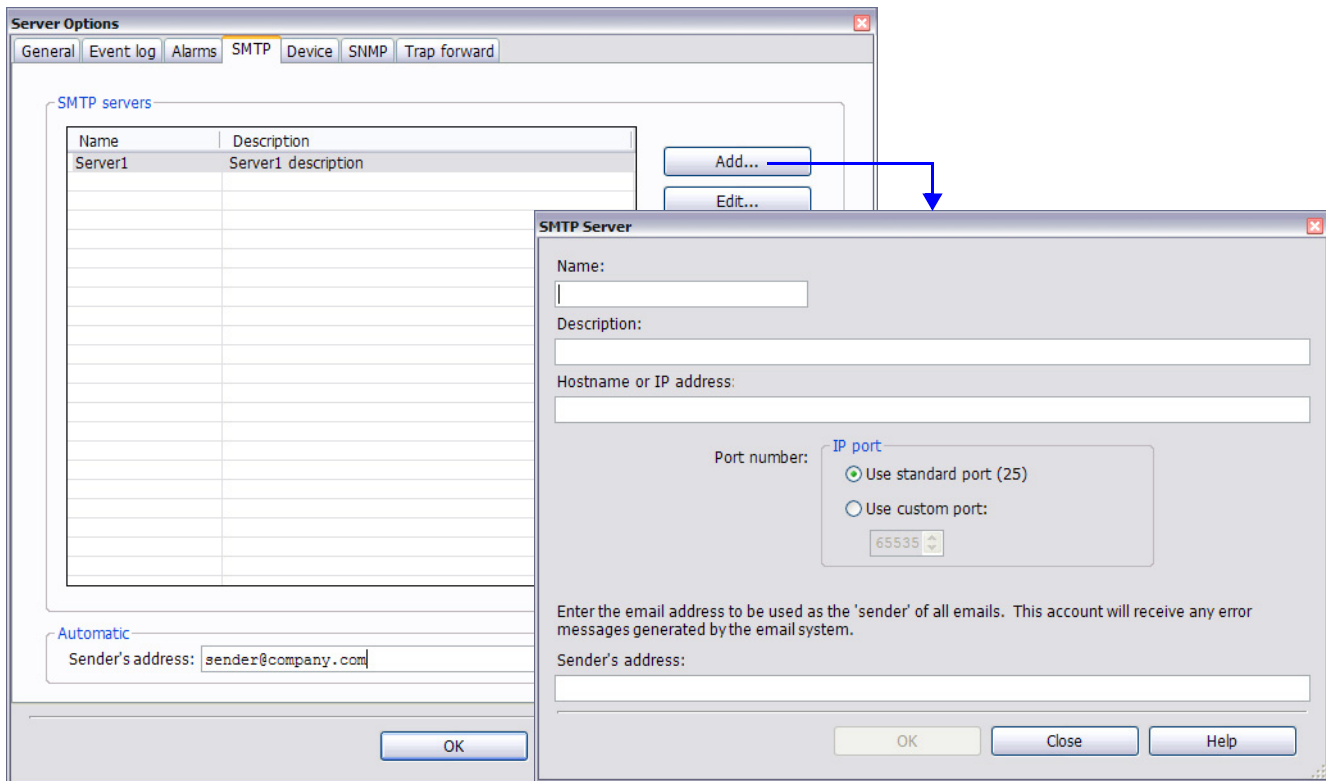 Server Options
General Event log Alarms SMTP Device SNMP Trap forward
SMTP servers
Name Description
Server1 Server1 description
Add...
Edit...
Automatic
Sender's address: sender@company.com
OK
SMTP Server
Name:
Description:
Hostname or IP address:
Port number:
IP port
Use standard port (25)
Use custom port:
65535
Enter the email address to be used as the 'sender' of all emails. This account will receive any error
messages generated by the email system.
Sender's address:
OK Close Help